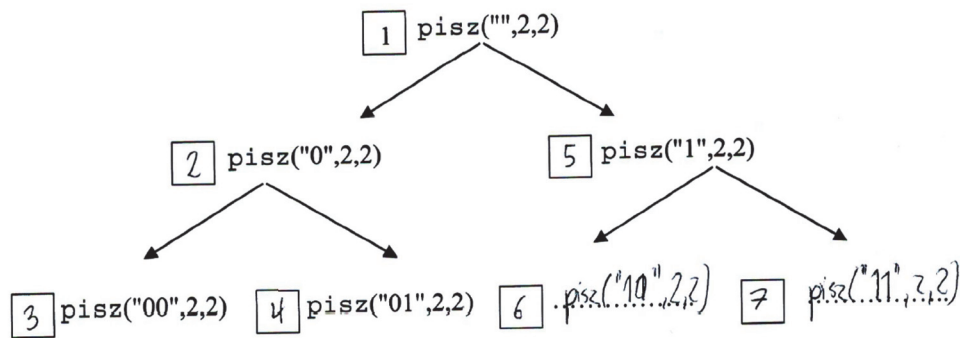 1 pisz("",2,2)
2 pisz("0",2,2) 5 pisz("1",2,2)
3 pisz("00",2,2) 4 pisz("01",2,2) 6 pisz("10",2,2) 7 pisz("11",2,2)